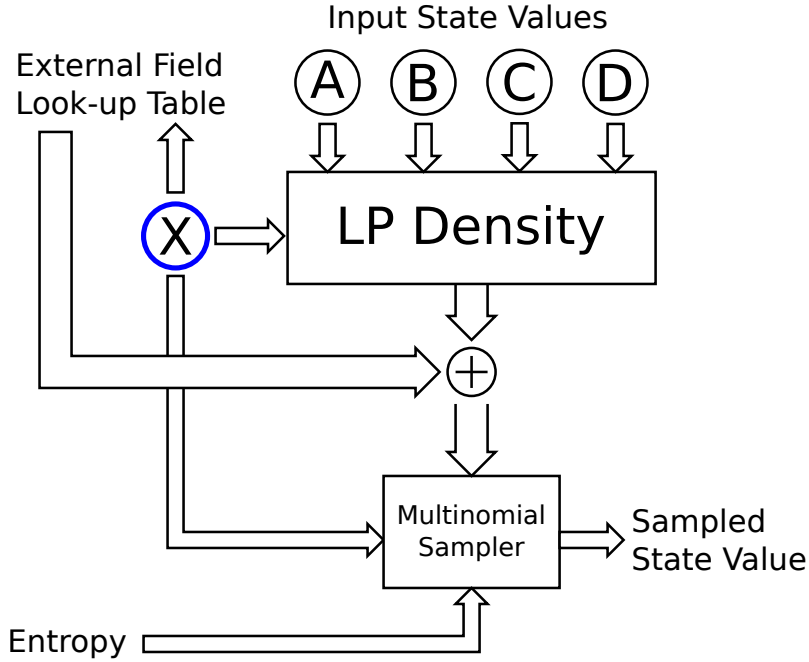 Input State Values
External Field
Look-up Table
A B C D
X
LP Density
+
Multinomial
Sampler
Sampled
State Value
Entropy